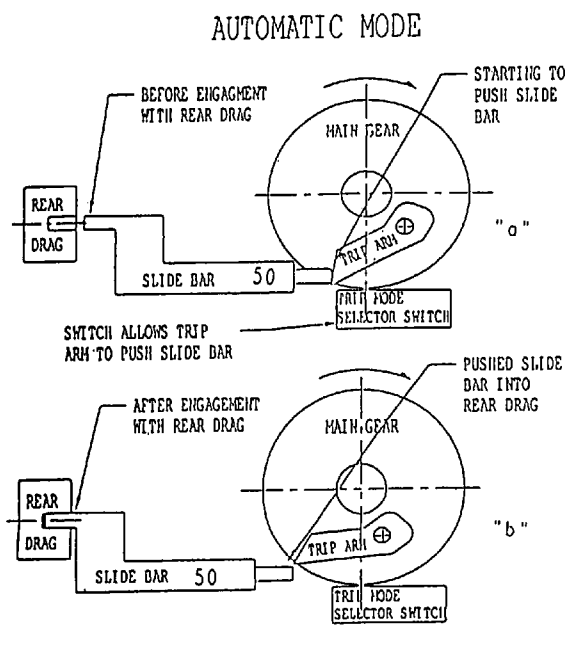 AUTOMATIC MODE
BEFORE ENGAGMENT
WITH REAR DRAG
STARTING TO
PUSH SLIDE
BAR
MAIN GEAR
REAR
DRAG
TRIP ARM
"a"
SLIDE BAR 50
TRIP MODE
SELECTOR SWITCH
SWITCH ALLOWS TRIP
ARM TO PUSH SLIDE BAR
PUSHED SLIDE
BAR INTO
REAR DRAG
AFTER ENGAGEMENT
WITH REAR DRAG
MAIN GEAR
REAR
DRAG
TRIP ARM
"b"
SLIDE BAR 50
TRIP MODE
SELECTOR SWITCH